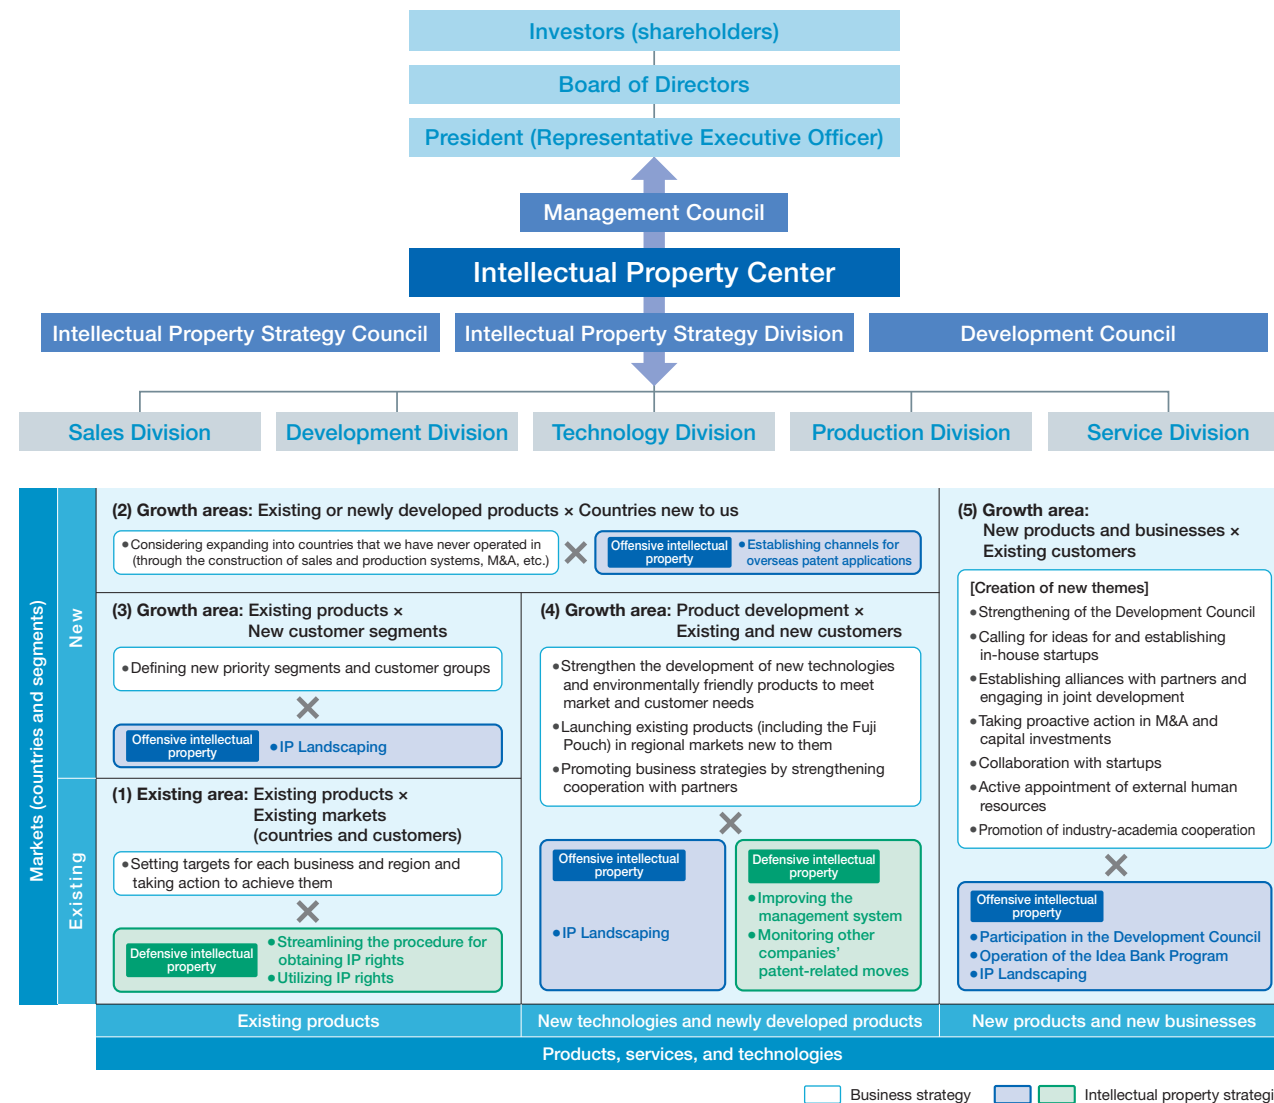 Investors (shareholders)
Board of Directors
President (Representative Executive Officer)
Management Council
Intellectual Property Center
Intellectual Property Strategy Council
Intellectual Property Strategy Division
Development Council
Sales Division
Development Division
Technology Division
Production Division
Service Division
Markets (countries and segments)
New
Existing
(2) Growth areas: Existing or newly developed products × Countries new to us
•Considering expanding into countries that we have never operated in
(through the construction of sales and production systems, M&A, etc.)
×
Offensive intellectual
property
•Establishing channels for
overseas patent applications
(3) Growth area: Existing products ×
New customer segments
•Defining new priority segments and customer groups
×
Offensive intellectual
property
•IP Landscaping
(1) Existing area: Existing products ×
Existing markets
(countries and customers)
•Setting targets for each business and region and
taking action to achieve them
×
Defensive intellectual
property
•Streamlining the procedure for
obtaining IP rights
•Utilizing IP rights
(4) Growth area: Product development ×
Existing and new customers
•Strengthen the development of new technologies
and environmentally friendly products to meet
market and customer needs
•Launching existing products (including the Fuji
Pouch) in regional markets new to them
•Promoting business strategies by strengthening
cooperation with partners
×
Offensive intellectual
property
•IP Landscaping
Defensive intellectual
property
•Improving the
management system
•Monitoring other
companies'
patent-related moves
(5) Growth area:
New products and businesses ×
Existing customers
[Creation of new themes]
•Strengthening of the Development Council
•Calling for ideas for and establishing
in-house startups
•Establishing alliances with partners and
engaging in joint development
•Taking proactive action in M&A and
capital investments
•Collaboration with startups
•Active appointment of external human
resources
•Promotion of industry-academia cooperation
×
Offensive intellectual
property
•Participation in the Development Council
•Operation of the Idea Bank Program
•IP Landscaping
Existing products
New technologies and newly developed products
New products and new businesses
Products, services, and technologies
Business strategy
Intellectual property strategi